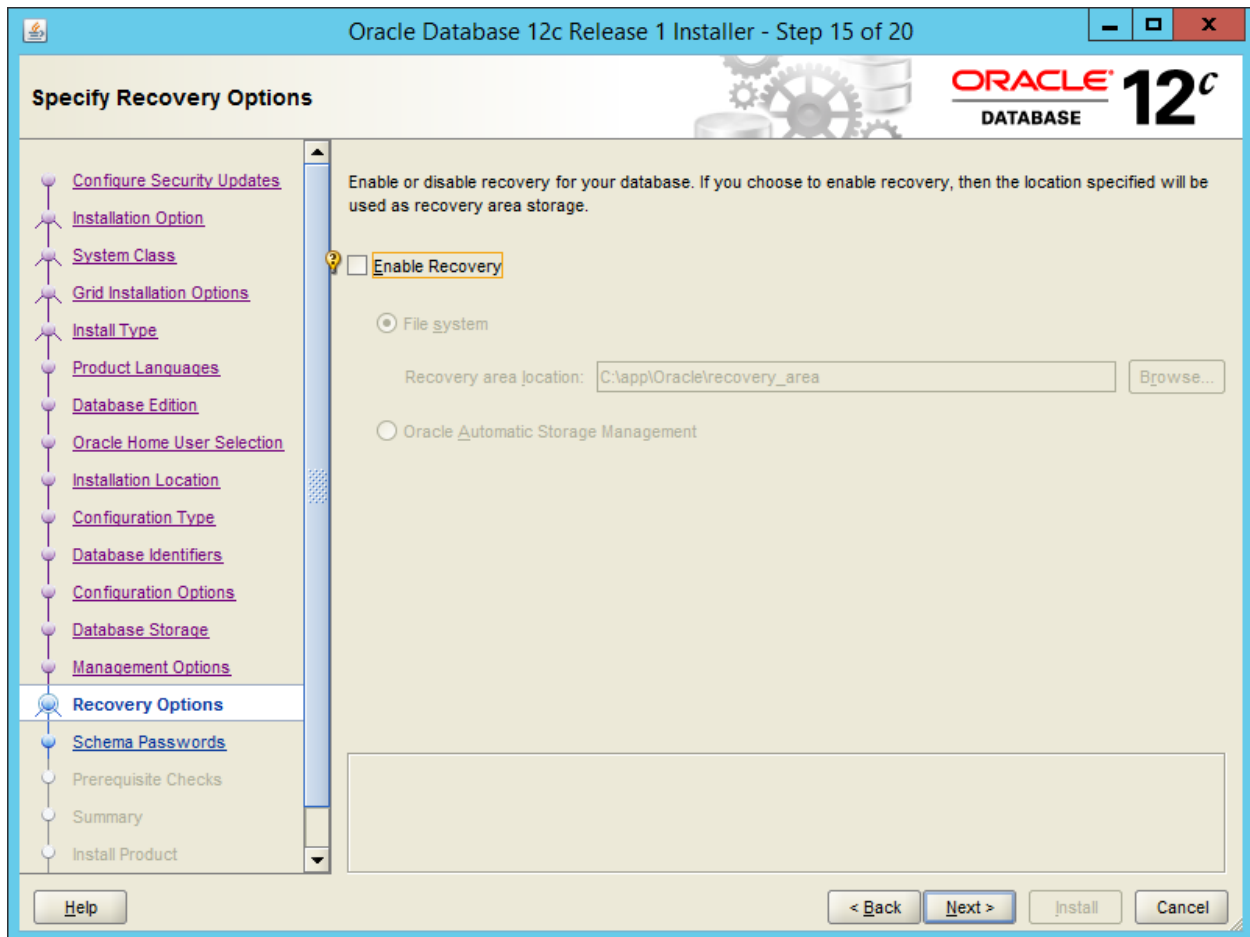 Oracle Database 12c Release 1 Installer - Step 15 of 20
Specify Recovery Options
ORACLE
DATABASE
12c
Configure Security Updates
Installation Option
System Class
Grid Installation Options
Install Type
Product Languages
Database Edition
Oracle Home User Selection
Installation Location
Configuration Type
Database Identifiers
Configuration Options
Database Storage
Management Options
Recovery Options
Schema Passwords
Prerequisite Checks
Summary
Install Product
Enable or disable recovery for your database. If you choose to enable recovery, then the location specified will be
used as recovery area storage.
Enable Recovery
File system
Recovery area location: C:\app\Oracle\recovery_area Browse...
Oracle Automatic Storage Management
Help < Back Next > Install Cancel